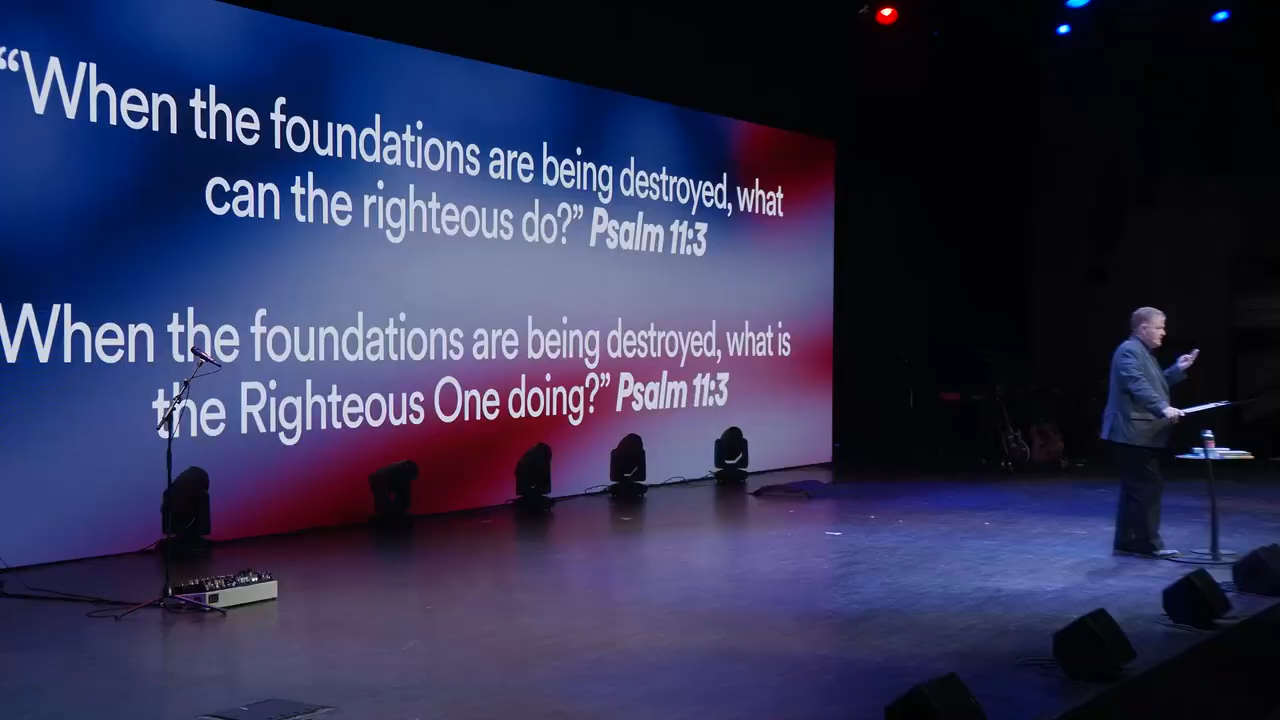 “When the foundations are being destroyed, what
can the righteous do?” Psalm 11:3
When the foundations are being destroyed, what is
the Righteous One doing?” Psalm 11:3